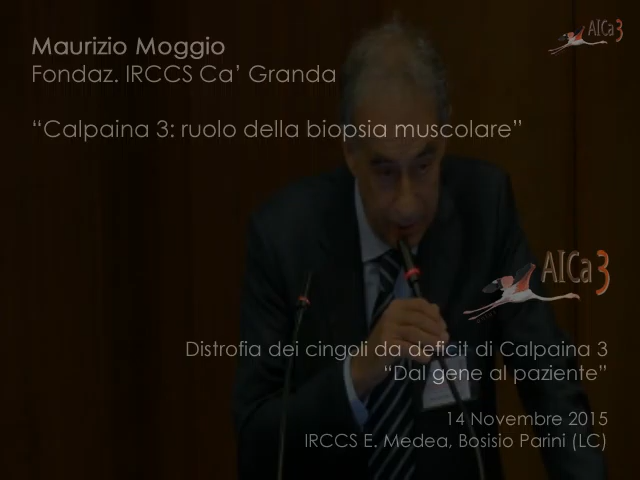 AICa3
Maurizio Moggio
Fondaz. IRCCS Ca’ Granda
“Calpaina 3: ruolo della biopsia muscolare”
AICa3
Distrofia dei cingoli da deficit di Calpaina 3
“Dal gene al paziente”
14 Novembre 2015
IRCCS E. Medea, Bosisio Parini (LC)